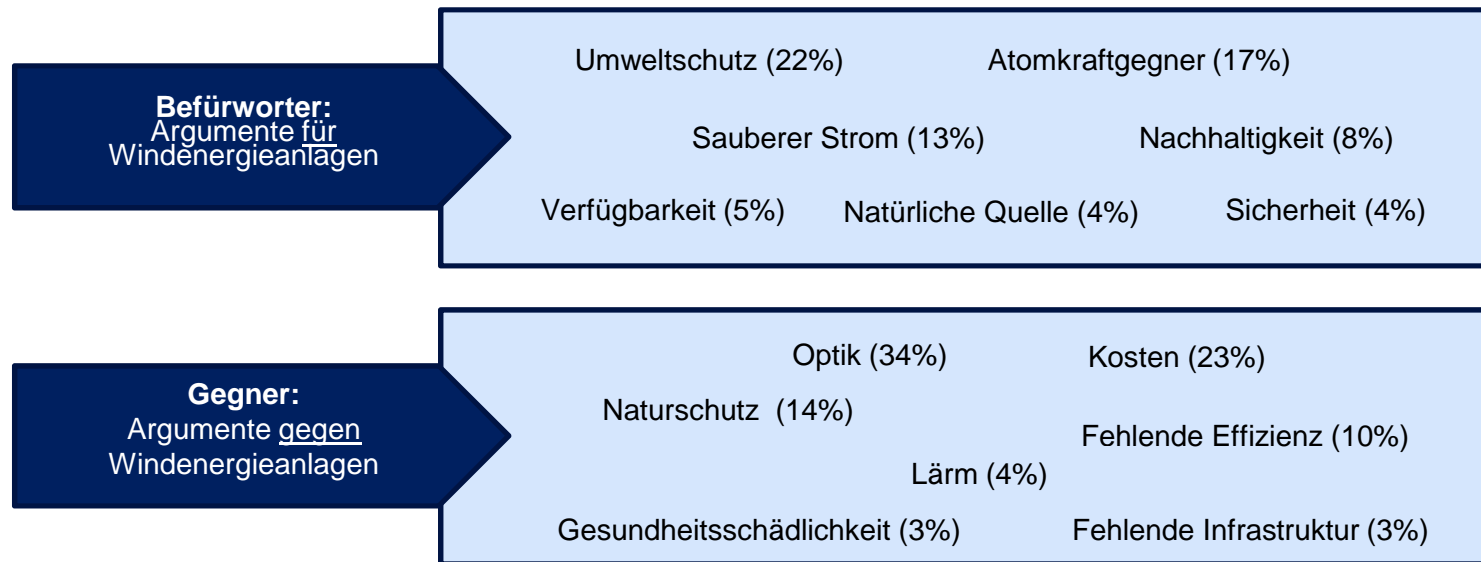 Befürworter:
Argumente für
Windenergieanlagen
Umweltschutz (22%) Atomkraftgegner (17%)
Sauberer Strom (13%) Nachhaltigkeit (8%)
Verfügbarkeit (5%) Natürliche Quelle (4%) Sicherheit (4%)
Gegner:
Argumente gegen
Windenergieanlagen
Optik (34%) Kosten (23%)
Naturschutz (14%)
Fehlende Effizienz (10%)
Lärm (4%)
Gesundheitsschädlichkeit (3%) Fehlende Infrastruktur (3%)